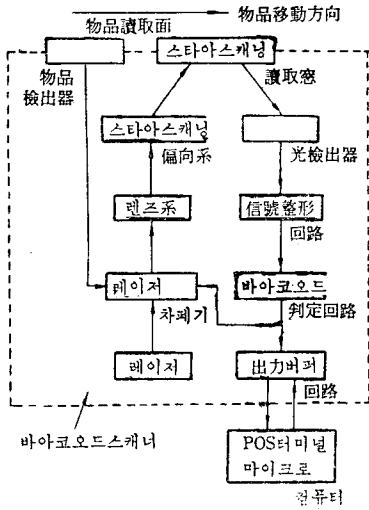 物品移動方向
物品讀取面
스타아스캐닝
物品
檢出器
讀取窓
스타아스캐닝
偏向系
光檢出器
렌즈系
信號整形
回路
레이저
차폐기
바아코오드
判定回路
레이저
出力버퍼
回路
바아코오드스캐너
POS터미널
마이크로
컴퓨터